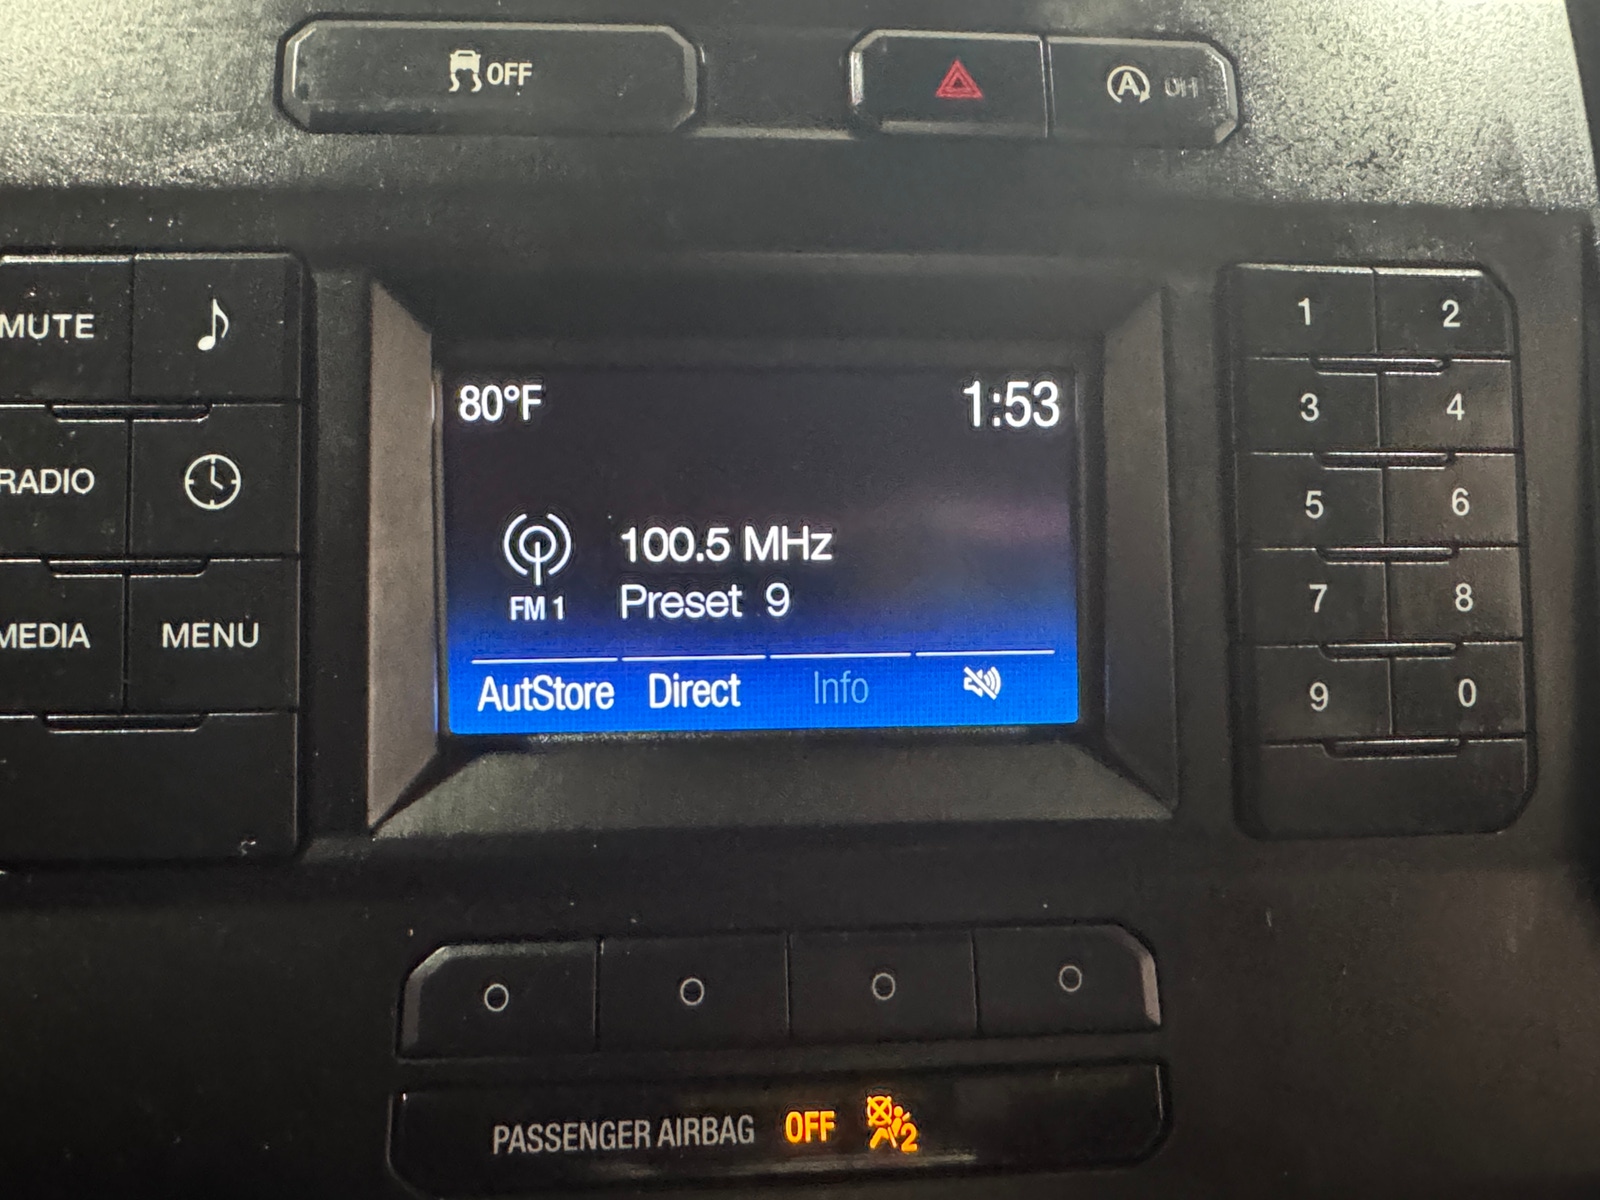 OFF
A OFF
MUTE
RADIO
MEDIA MENU
80°F 1:53
100.5 MHz
FM 1 Preset 9
AutStore Direct Info
1 2
3 4
5 6
7 8
9 0
PASSENGER AIRBAG OFF 2